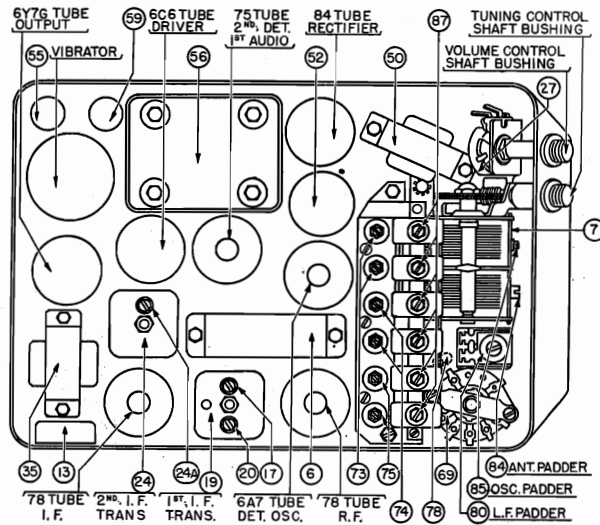 6Y7G TUBE
OUTPUT
55
VIBRATOR
59
6C6 TUBE
DRIVER
56
75 TUBE
2ND, DET.
1ST AUDIO
84 TUBE
RECTIFIER
52
50
87
TUNING CONTROL
SHAFT BUSHING
VOLUME CONTROL
SHAFT BUSHING
27
7
35
13
24
24A
19
20
17
6
73
75
74
78
69
78 TUBE
I.F.
2ND, I.F.
TRANS
1ST, I.F.
TRANS.
6A7 TUBE
DET. OSC.
78 TUBE
R.F.
84 ANT. PADDER
85 OSC. PADDER
80 L.F. PADDER